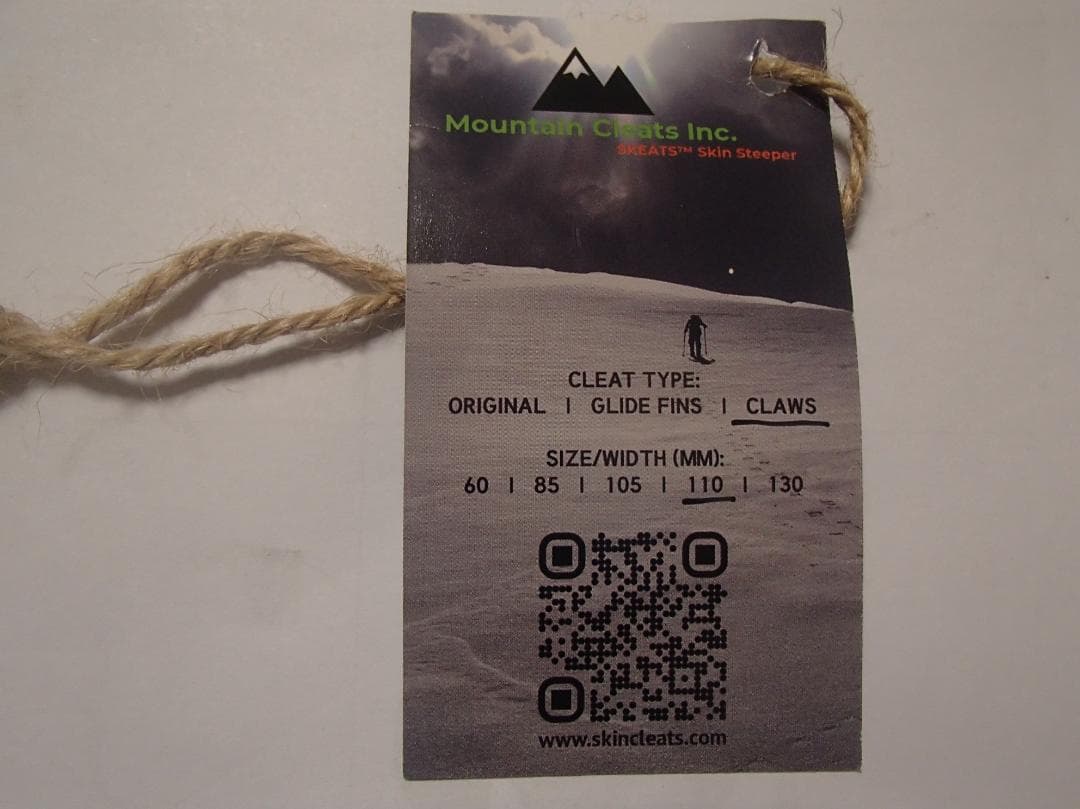 Mountain Cleats Inc.
SKEATS™ Skin Steeper
CLEAT TYPE:
ORIGINAL | GLIDE FINS | CLAWS
SIZE/WIDTH (MM):
60 | 85 | 105 | 110 | 130
www.skincleats.com